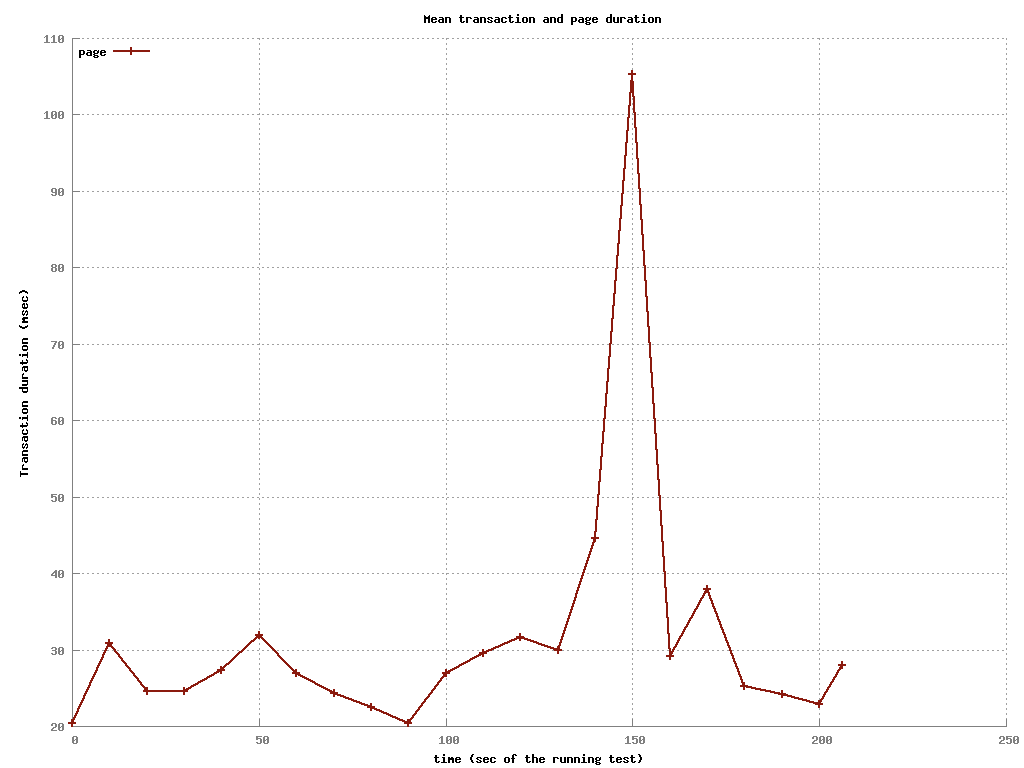 Mean transaction and page duration
page
110
100
90
80
70
60
50
40
30
20
Transaction duration (msec)
0 50 100 150 200 250
time (sec of the running test)